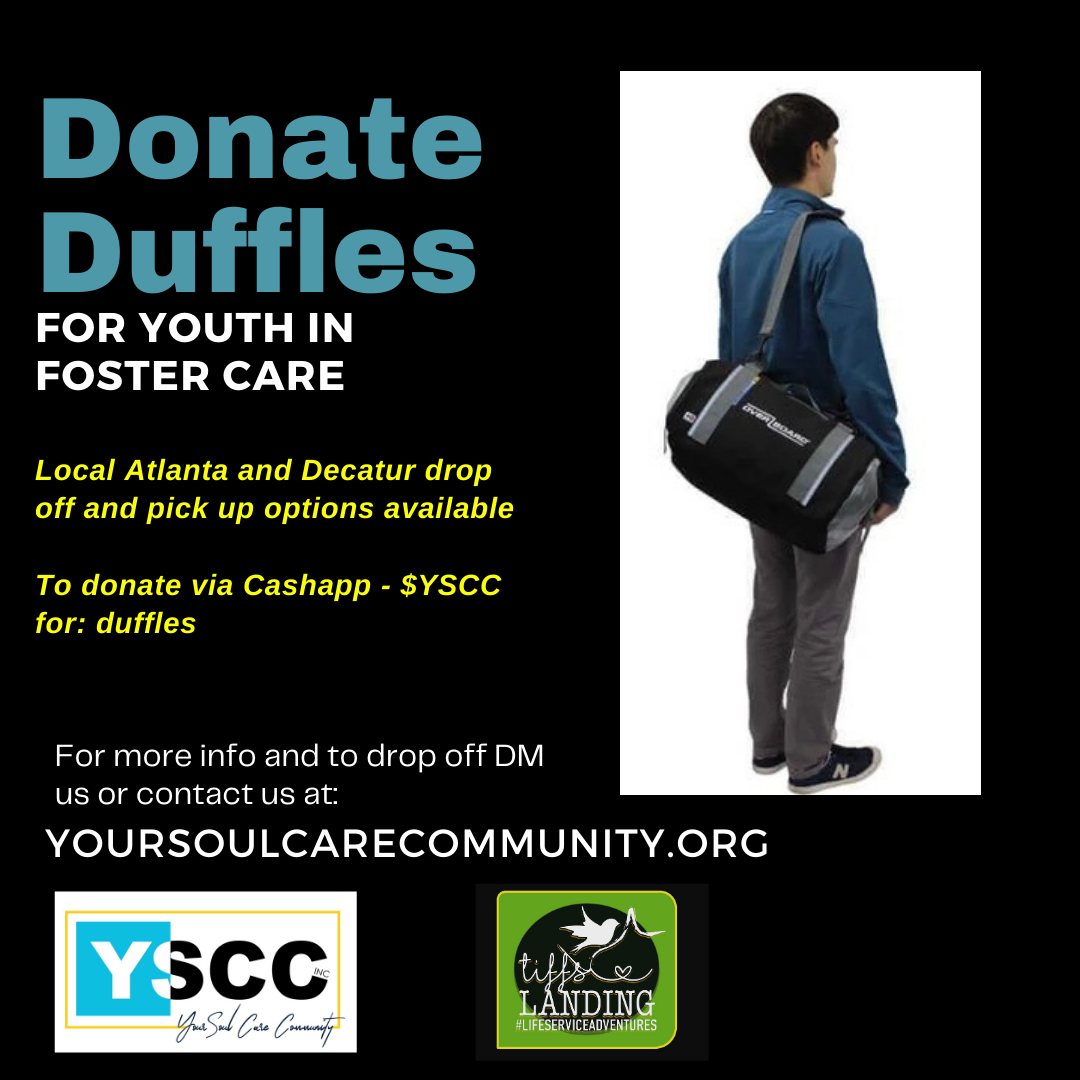 Donate
Duffles
FOR YOUTH IN
FOSTER CARE
Local Atlanta and Decatur drop
off and pick up options available
To donate via Cashapp - $YSCC
for: duffles
OVERBOARD
For more info and to drop off DM
us or contact us at:
YOURSOULCARECOMMUNITY.ORG
YSCC INC
Your Soul Care Community
tiffs
LANDING
#LIFESERVICEADVENTURES
N